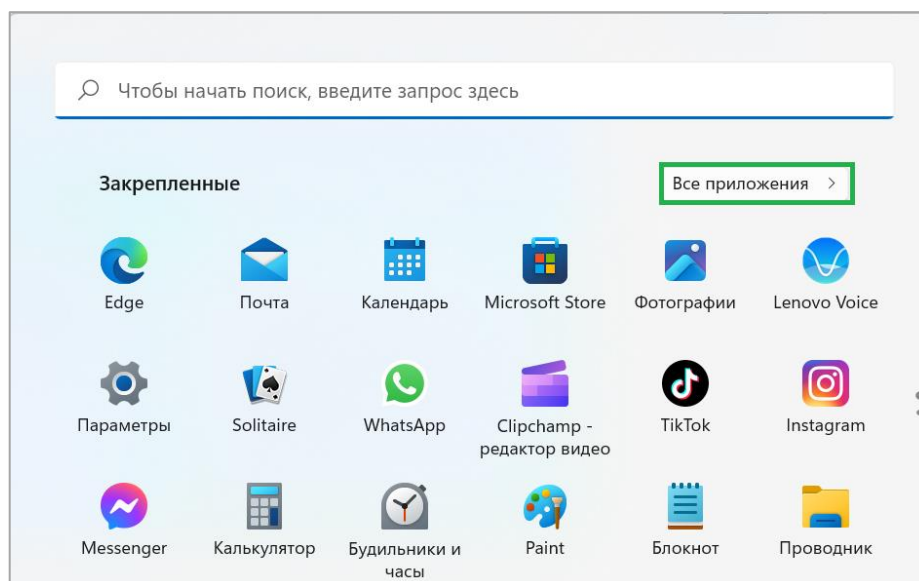 Чтобы начать поиск, введите запрос здесь
Закрепленные
Все приложения
Edge
Почта
Календарь
Microsoft Store
Фотографии
Lenovo Voice
Параметры
Solitaire
WhatsApp
Clipchamp -
редактор видео
TikTok
Instagram
Messenger
Калькулятор
Будильники и
часы
Paint
Блокнот
Проводник